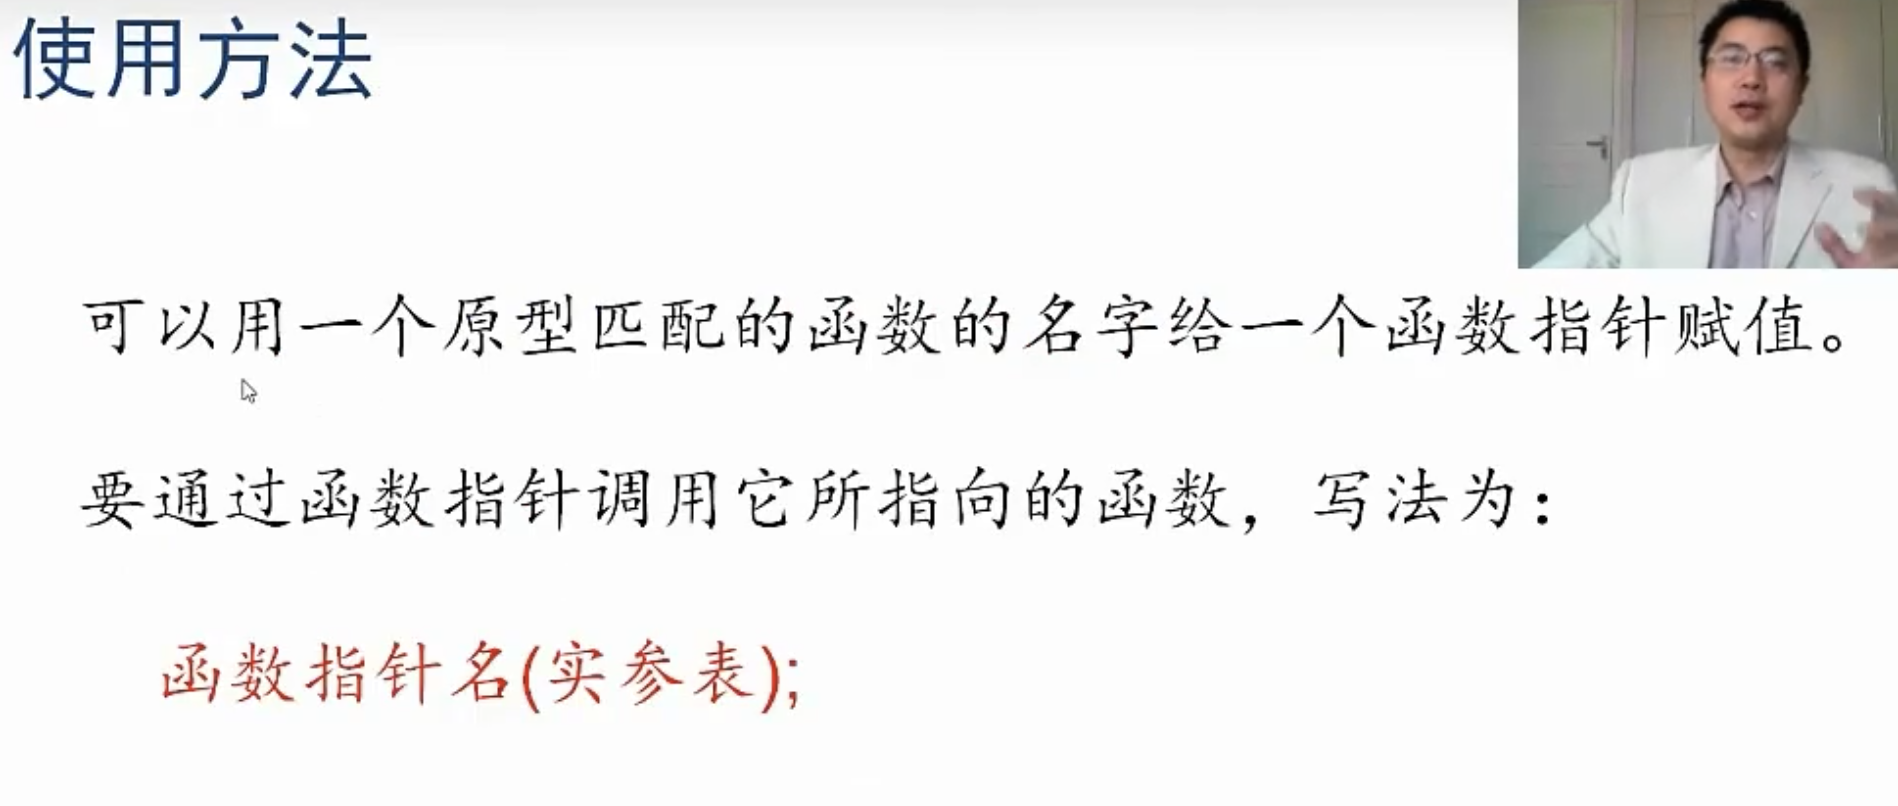 使用方法
可以用一个原型匹配的函数的名字给一个函数指针赋值。
要通过函数指针调用它所指向的函数，写法为：
函数指针名(实参表);